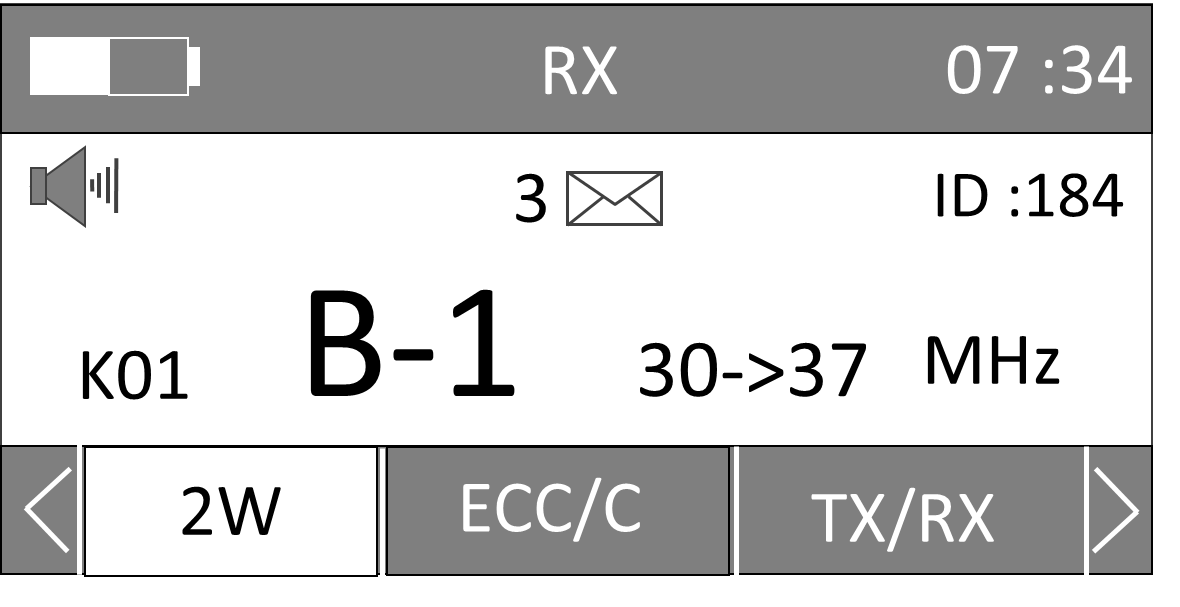 RX 07 :34
3 ID :184
K01 B-1 30->37 MHz
2W ECC/C TX/RX